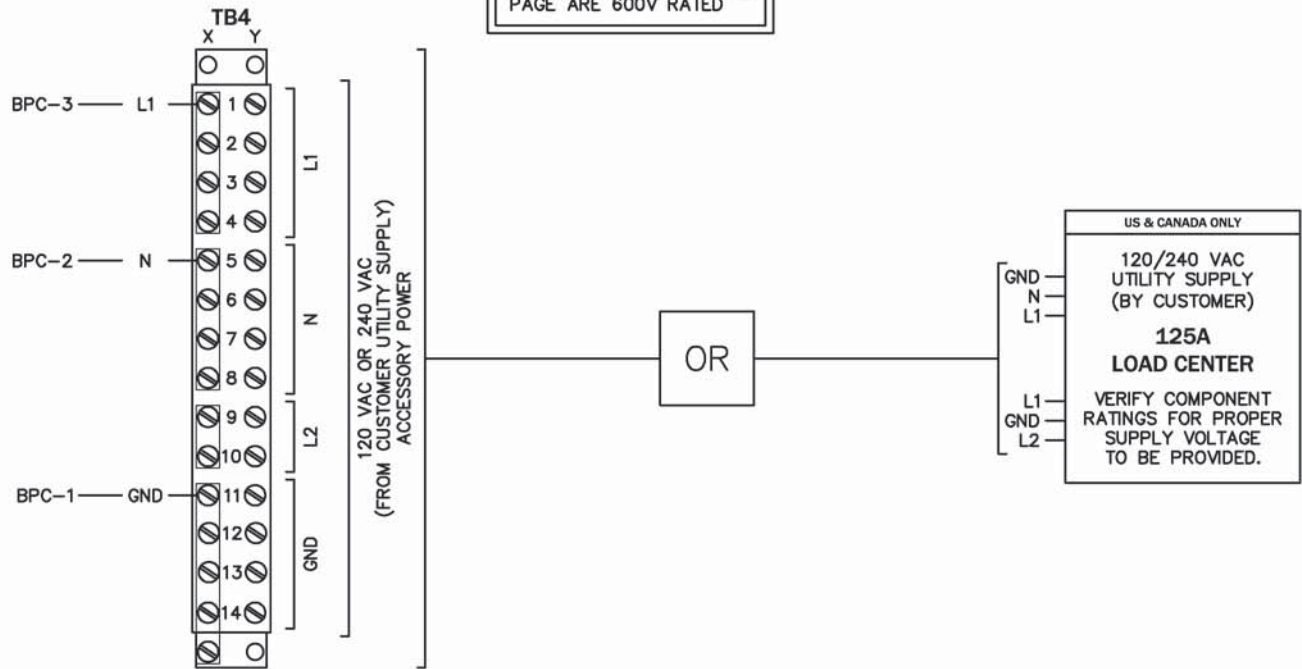 PAGE ARE 600V RATED
TB4
X Y
BPC-3 L1 1
2
3
4
L1
BPC-2 N 5
6
7
8
N
9
10
L2
BPC-1 GND 11
12
13
14
GND
120 VAC OR 240 VAC
(FROM CUSTOMER UTILITY SUPPLY)
ACCESSORY POWER
OR
GND
N
L1
L1
GND
L2
US & CANADA ONLY
120/240 VAC
UTILITY SUPPLY
(BY CUSTOMER)
125A
LOAD CENTER
VERIFY COMPONENT
RATINGS FOR PROPER
SUPPLY VOLTAGE
TO BE PROVIDED.